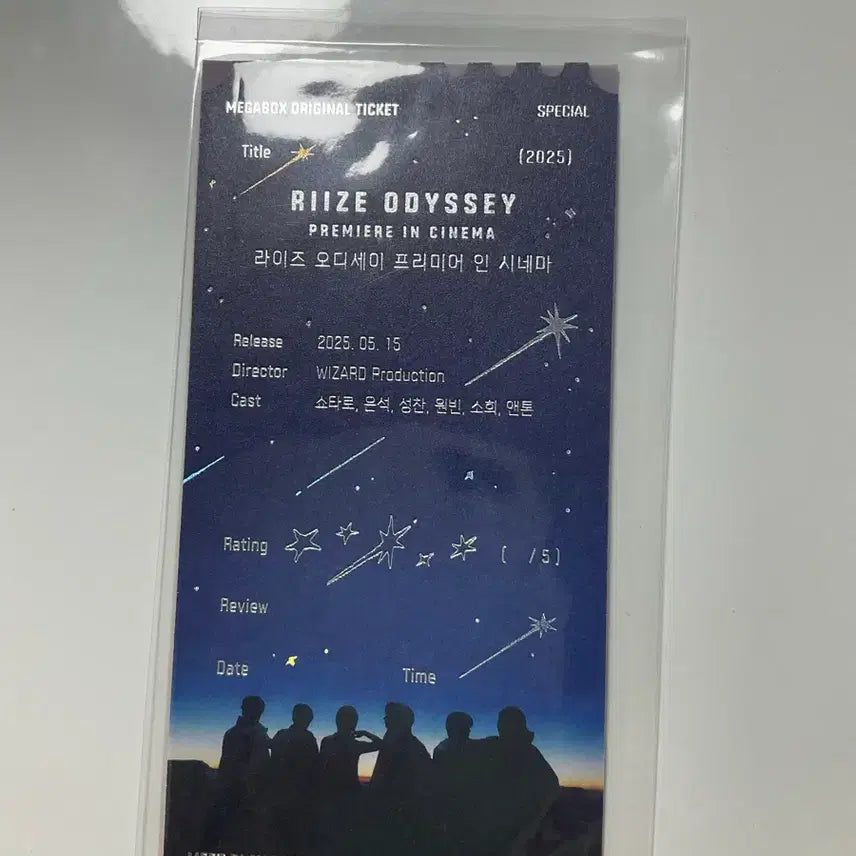 MEGABOX ORIGINAL TICKET SPECIAL
Title (2025)
RIIZE ODYSSEY
PREMIERE IN CINEMA
라이즈 오디세이 프리미어 인 시네마
Release 2025. 05. 15
Director WIZARD Production
Cast 쇼타로, 은석, 성찬, 원빈, 소희, 앤톤
Rating ( /5)
Review
Date Time